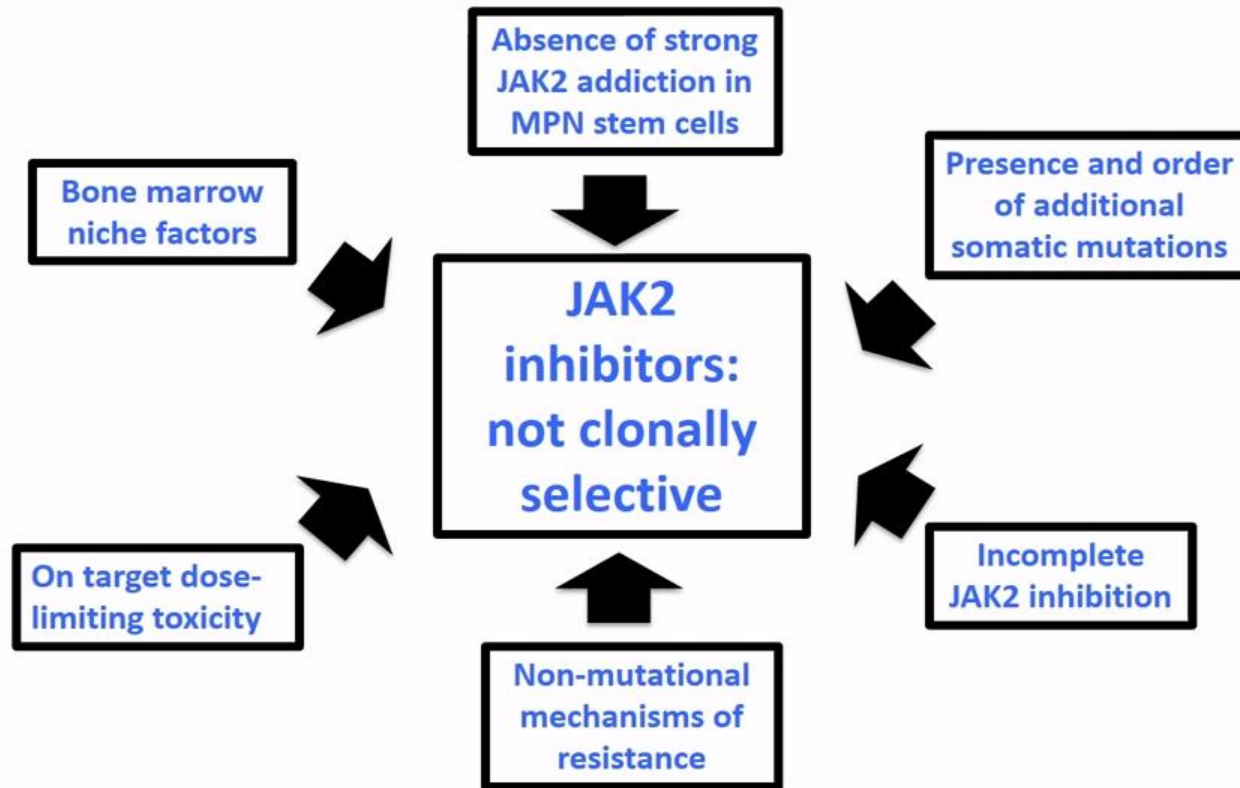 Absence of strong
JAK2 addiction in
MPN stem cells
Bone marrow
niche factors
Presence and order
of additional
somatic mutations
JAK2
inhibitors:
not clonally
selective
On target dose-
limiting toxicity
Incomplete
JAK2 inhibition
Non-mutational
mechanisms of
resistance